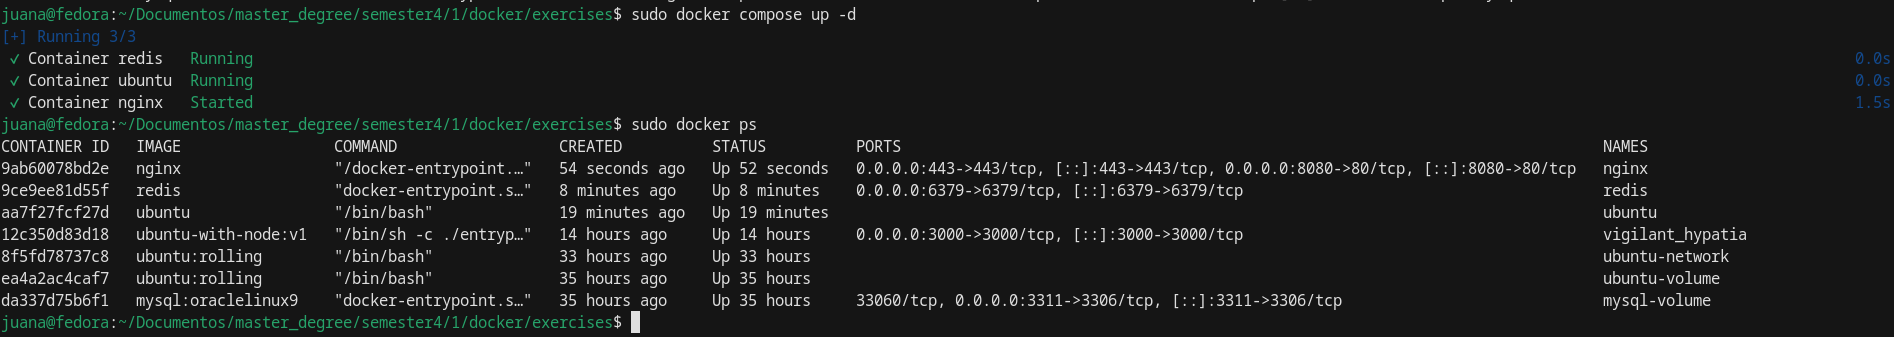 juana@fedora:~/Documentos/master_degree/semester4/1/docker/exercises$ sudo docker compose up -d
[+] Running 3/3
✓ Container redis Running 0.0s
✓ Container ubuntu Running 0.0s
✓ Container nginx Started 1.5s
juana@fedora:~/Documentos/master_degree/semester4/1/docker/exercises$ sudo docker ps
CONTAINER ID IMAGE COMMAND CREATED STATUS PORTS NAMES
9ab60078bd2e nginx "/docker-entrypoint.…" 54 seconds ago Up 52 seconds 0.0.0.0:443->443/tcp, [::]:443->443/tcp, 0.0.0.0:8080->80/tcp, [::]:8080->80/tcp nginx
9ce9ee81d55f redis "docker-entrypoint.s…" 8 minutes ago Up 8 minutes 0.0.0.0:6379->6379/tcp, [::]:6379->6379/tcp redis
aa7f27fcf27d ubuntu "/bin/bash" 19 minutes ago Up 19 minutes ubuntu
12c350d83d18 ubuntu-with-node:v1 "/bin/sh -c ./entryp…" 14 hours ago Up 14 hours 0.0.0.0:3000->3000/tcp, [::]:3000->3000/tcp vigilant_hypatia
8f5fd78737c8 ubuntu:rolling "/bin/bash" 33 hours ago Up 33 hours ubuntu-network
ea4a2ac4caf7 ubuntu:rolling "/bin/bash" 35 hours ago Up 35 hours ubuntu-volume
da337d75b6f1 mysql:oraclelinux9 "docker-entrypoint.s…" 35 hours ago Up 35 hours 33060/tcp, 0.0.0.0:3311->3306/tcp, [::]:3311->3306/tcp mysql-volume
juana@fedora:~/Documentos/master_degree/semester4/1/docker/exercises$